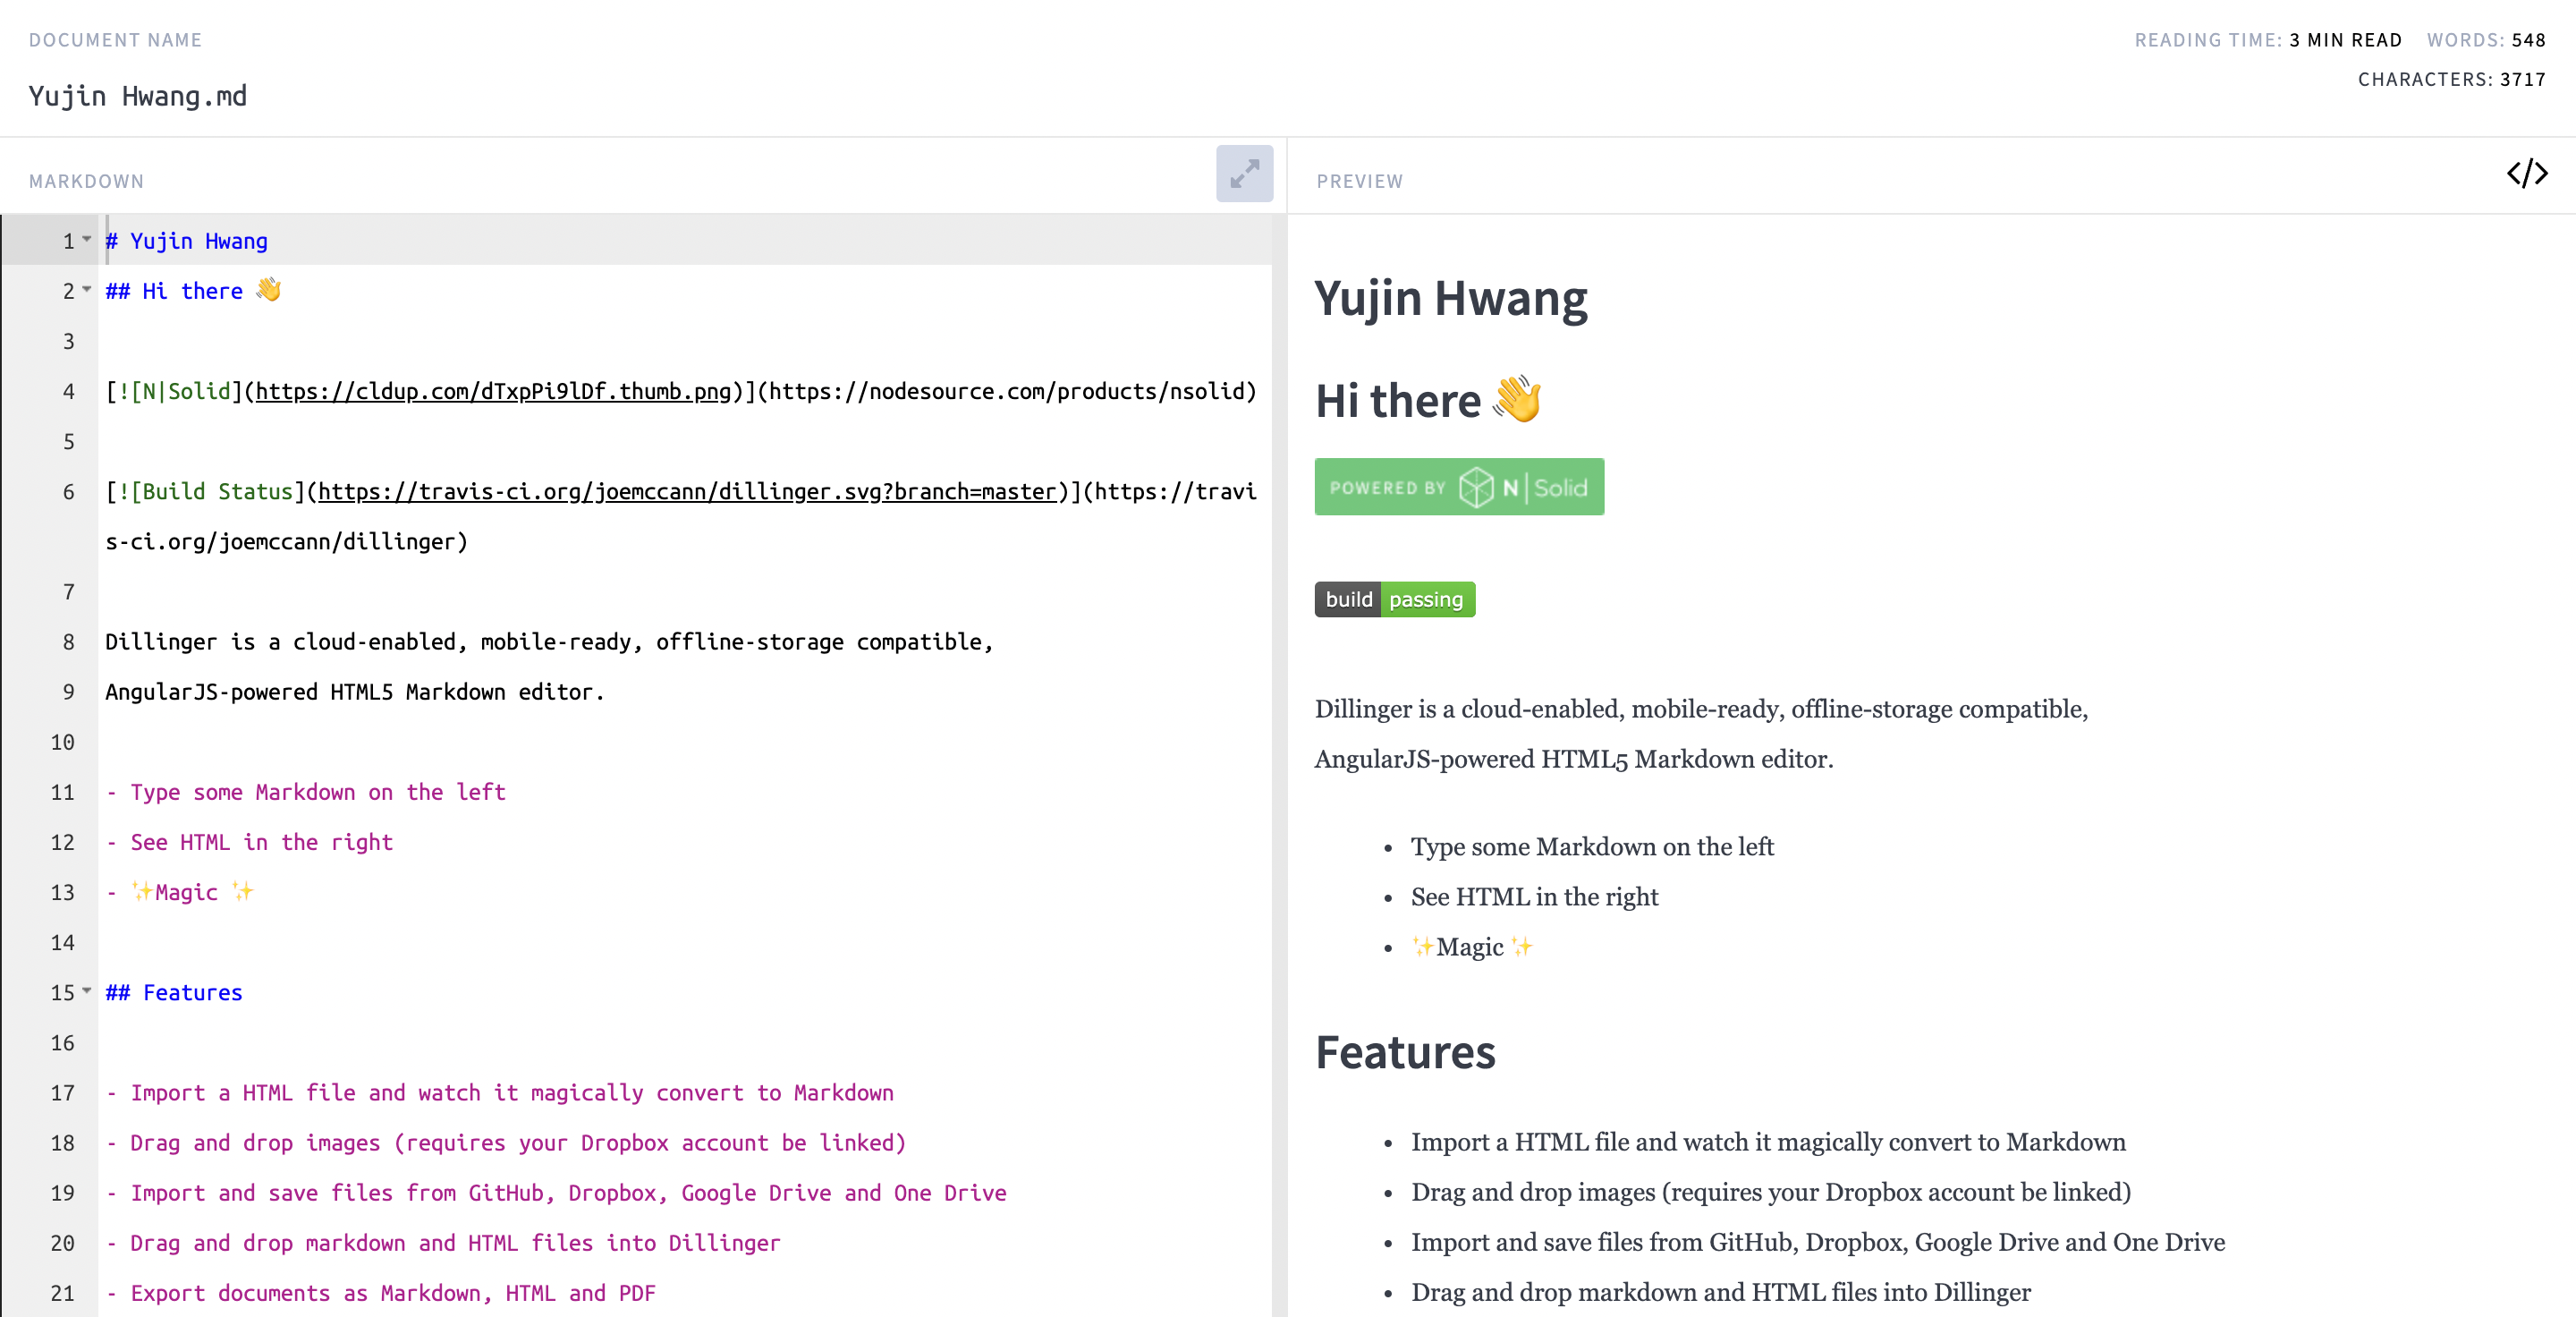 DOCUMENT NAME
Yujin Hwang.md
READING TIME: 3 MIN READ WORDS: 548
CHARACTERS: 3717
MARKDOWN
1 # Yujin Hwang
2 ## Hi there 👋
3
4 [![N|Solid](https://cldup.com/dTxpPi9lDf.thumb.png)](https://nodesource.com/products/nsolid)
5
6 [![Build Status](https://travis-ci.org/joemccann/dillinger.svg?branch=master)](https://travi
s-ci.org/joemccann/dillinger)
7
8 Dillinger is a cloud-enabled, mobile-ready, offline-storage compatible,
9 AngularJS-powered HTML5 Markdown editor.
10
11 - Type some Markdown on the left
12 - See HTML in the right
13 - ✨Magic ✨
14
15 ## Features
16
17 - Import a HTML file and watch it magically convert to Markdown
18 - Drag and drop images (requires your Dropbox account be linked)
19 - Import and save files from GitHub, Dropbox, Google Drive and One Drive
20 - Drag and drop markdown and HTML files into Dillinger
21 - Export documents as Markdown, HTML and PDF
PREVIEW
</>
Yujin Hwang
Hi there 👋
POWERED BY N|Solid
build passing
Dillinger is a cloud-enabled, mobile-ready, offline-storage compatible,
AngularJS-powered HTML5 Markdown editor.
• Type some Markdown on the left
• See HTML in the right
• ✨Magic ✨
Features
• Import a HTML file and watch it magically convert to Markdown
• Drag and drop images (requires your Dropbox account be linked)
• Import and save files from GitHub, Dropbox, Google Drive and One Drive
• Drag and drop markdown and HTML files into Dillinger